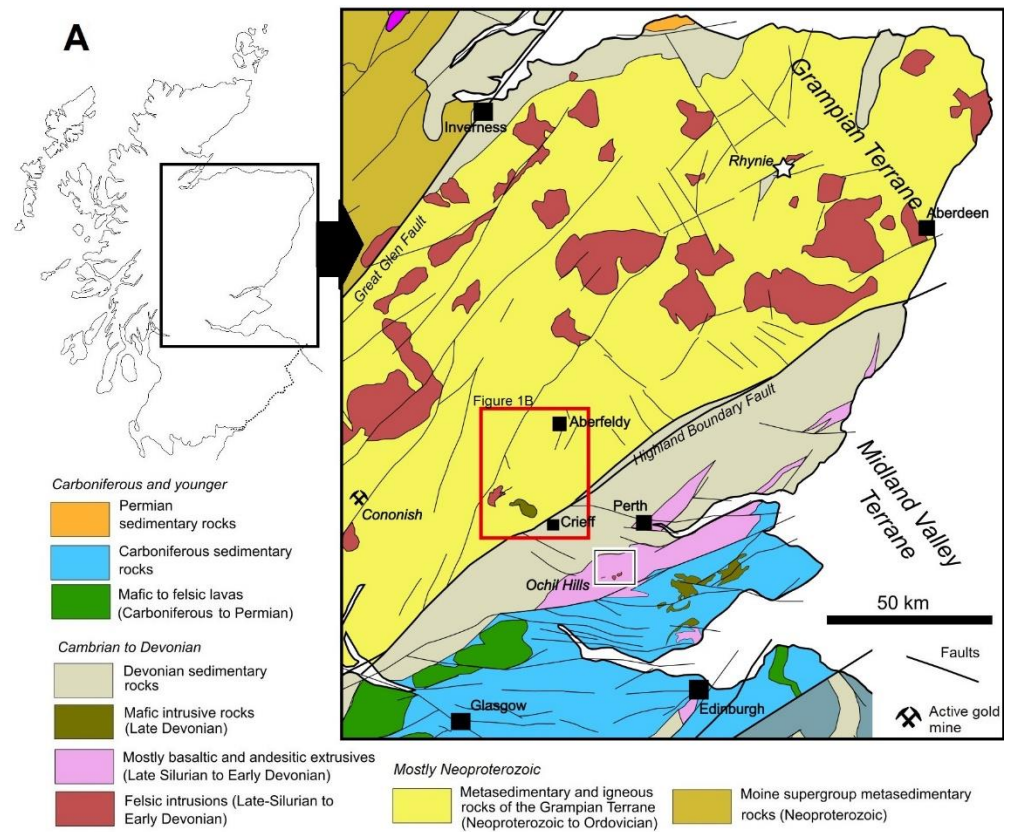 A
Inverness
Grampian Terrane
Rhynie
Aberdeen
Great Glen Fault
Figure 1B
Aberfeldy
Highland Boundary Fault
Cononish
Crieff
Perth
Midland Valley
Terrane
Ochil Hills
50 km
Faults
Glasgow
Edinburgh
Active gold
mine
Carboniferous and younger
Permian
sedimentary rocks
Carboniferous sedimentary
rocks
Mafic to felsic lavas
(Carboniferous to Permian)
Cambrian to Devonian
Devonian sedimentary
rocks
Mafic intrusive rocks
(Late Devonian)
Mostly basaltic and andesitic extrusives
(Late Silurian to Early Devonian)
Felsic intrusions (Late-Silurian to
Early Devonian)
Mostly Neoproterozoic
Metasedimentary and igneous
rocks of the Grampian Terrane
(Neoproterozoic to Ordovician)
Moine supergroup metasedimentary
rocks (Neoproterozoic)